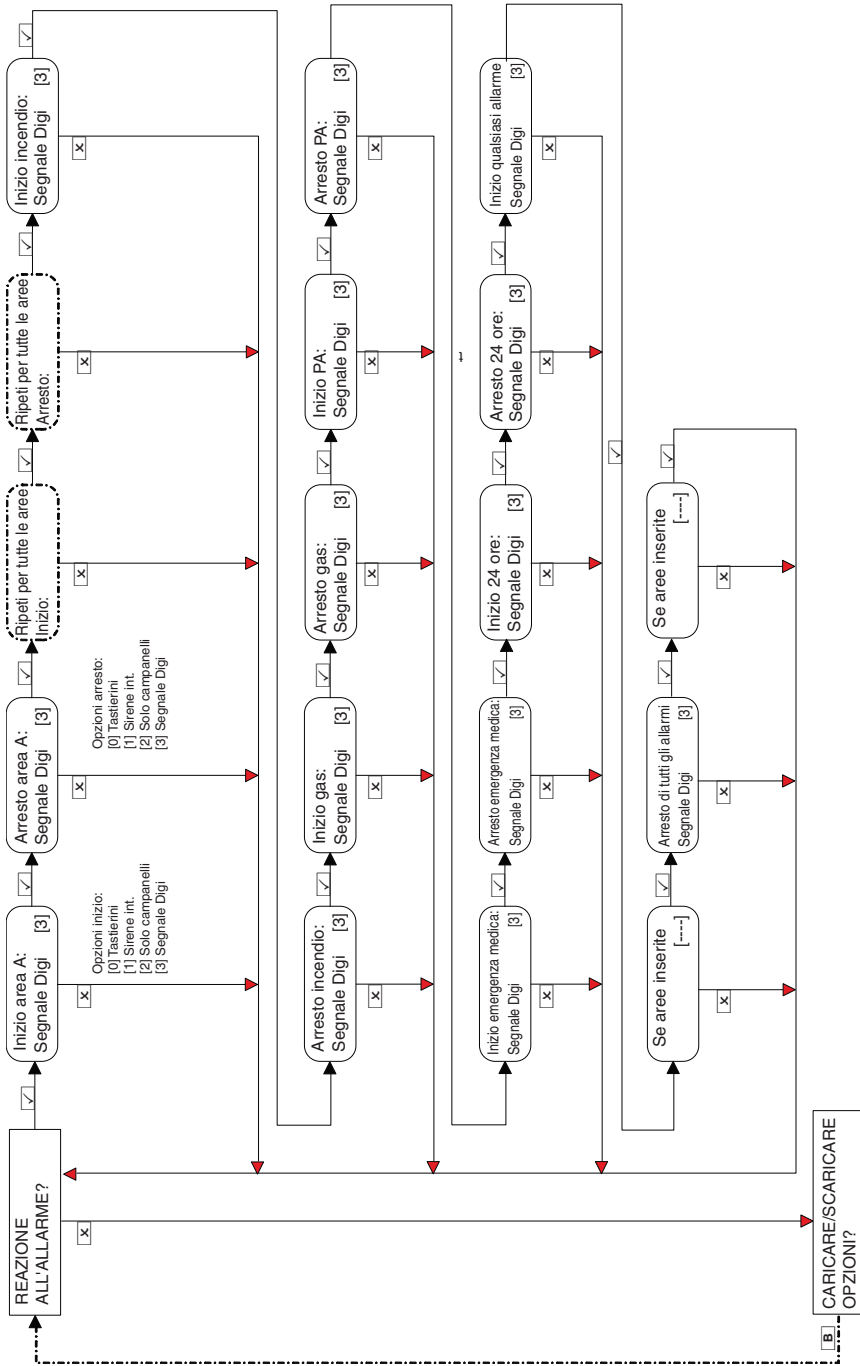 REAZIONE
ALL'ALLARME?
✓
Inizio area A:
Segnale Digi [3]
✓
Arresto area A:
Segnale Digi [3]
✓
Ripeti per tutte le aree
Inizio:
✓
Ripeti per tutte le aree
Arresto:
✓
Inizio incendio:
Segnale Digi [3]
✓
x
x
Opzioni inizio:
[0] Tastierini
[1] Sirene int.
[2] Solo campanelli
[3] Segnale Digi
x
Opzioni arresto:
[0] Tastierini
[1] Sirene int.
[2] Solo campanelli
[3] Segnale Digi
x
x
x
Arresto incendio:
Segnale Digi [3]
✓
Inizio gas:
Segnale Digi [3]
✓
Arresto gas:
Segnale Digi [3]
✓
Inizio PA:
Segnale Digi [3]
✓
Arresto PA:
Segnale Digi [3]
x
x
x
x
x
t
Inizio emergenza medica:
Segnale Digi [3]
✓
Arresto emergenza medica:
Segnale Digi [3]
✓
Inizio 24 ore:
Segnale Digi [3]
✓
Arresto 24 ore:
Segnale Digi [3]
✓
Inizio qualsiasi allarme
Segnale Digi [3]
x
x
x
x
x
✓
Se aree inserite
[----]
✓
Arresto di tutti gli allarmi
Segnale Digi [3]
✓
Se aree inserite
[----]
✓
x
x
x
B
CARICARE/SCARICARE
OPZIONI?